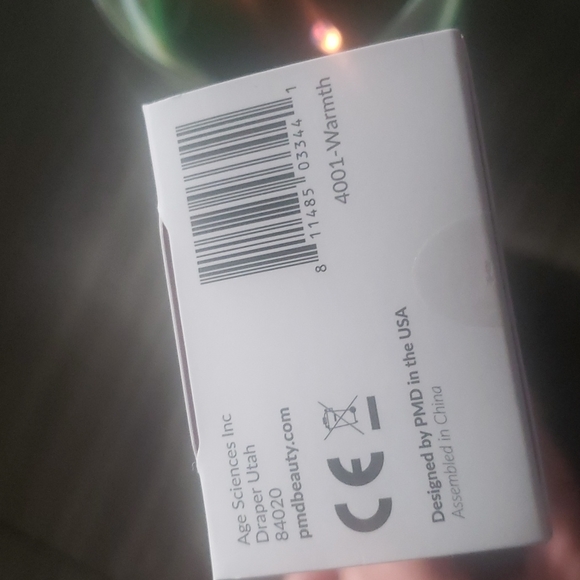 Age Sciences Inc
Draper Utah
84020
pmdbeauty.com
CE
Designed by PMD in the USA
Assembled in China
8 11485 03344 1
4001-Warmth